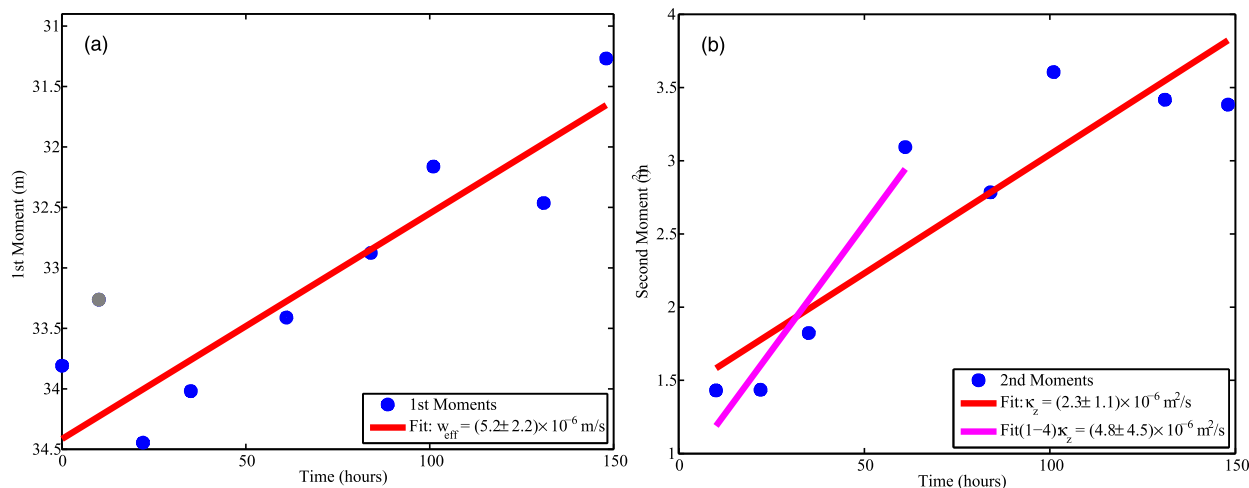 (a)
31
31.5
32
32.5
33
33.5
34
34.5
1st Moment (m)
0
50
100
150
Time (hours)
1st Moments
Fit: w_eff = (5.2± 2.2)× 10⁻⁶ m/s
(b)
4
3.5
3
2.5
2
1.5
1
Second Moment (m²)
0
50
100
150
Time (hours)
2nd Moments
Fit: κ_z = (2.3± 1.1)× 10⁻⁶ m²/s
Fit(1−4): κ_z = (4.8± 4.5)× 10⁻⁶ m²/s